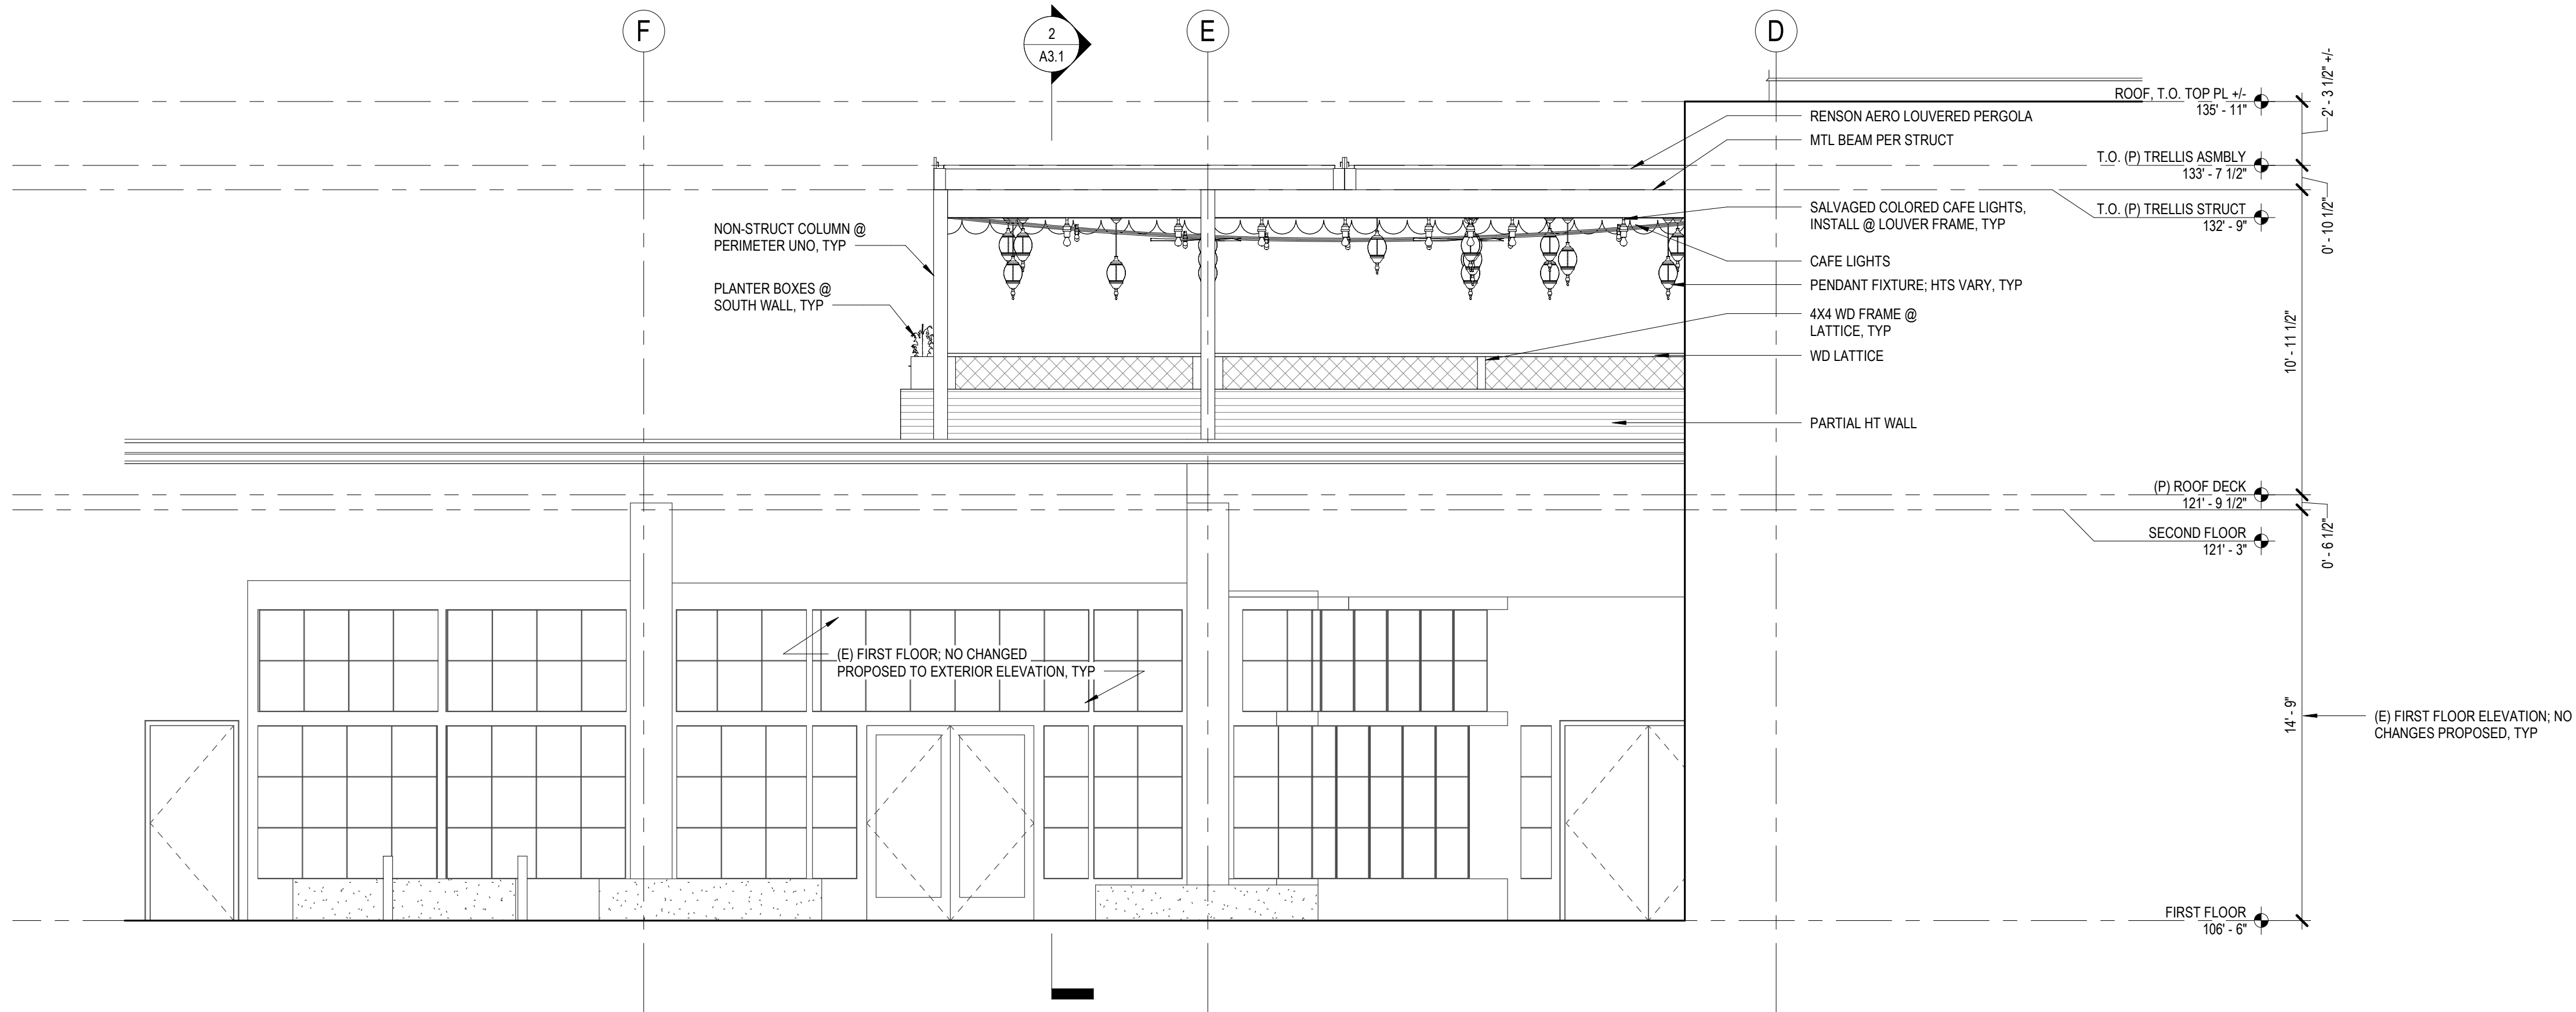 F
2
A3.1
E
D
ROOF, T.O. TOP PL +/-
135' - 11"
2' - 3 1/2" +/-
RENSON AERO LOUVERED PERGOLA
MTL BEAM PER STRUCT
T.O. (P) TRELLIS ASMBLY
133' - 7 1/2"
SALVAGED COLORED CAFE LIGHTS,
INSTALL @ LOUVER FRAME, TYP
T.O. (P) TRELLIS STRUCT
132' - 9"
0' - 10 1/2"
NON-STRUCT COLUMN @
PERIMETER UNO, TYP
CAFE LIGHTS
PENDANT FIXTURE; HTS VARY, TYP
PLANTER BOXES @
SOUTH WALL, TYP
4X4 WD FRAME @
LATTICE, TYP
WD LATTICE
10' - 11 1/2"
PARTIAL HT WALL
(P) ROOF DECK
121' - 9 1/2"
SECOND FLOOR
121' - 3"
0' - 6 1/2"
(E) FIRST FLOOR; NO CHANGED
PROPOSED TO EXTERIOR ELEVATION, TYP
14' - 9"
(E) FIRST FLOOR ELEVATION; NO
CHANGES PROPOSED, TYP
FIRST FLOOR
106' - 6"